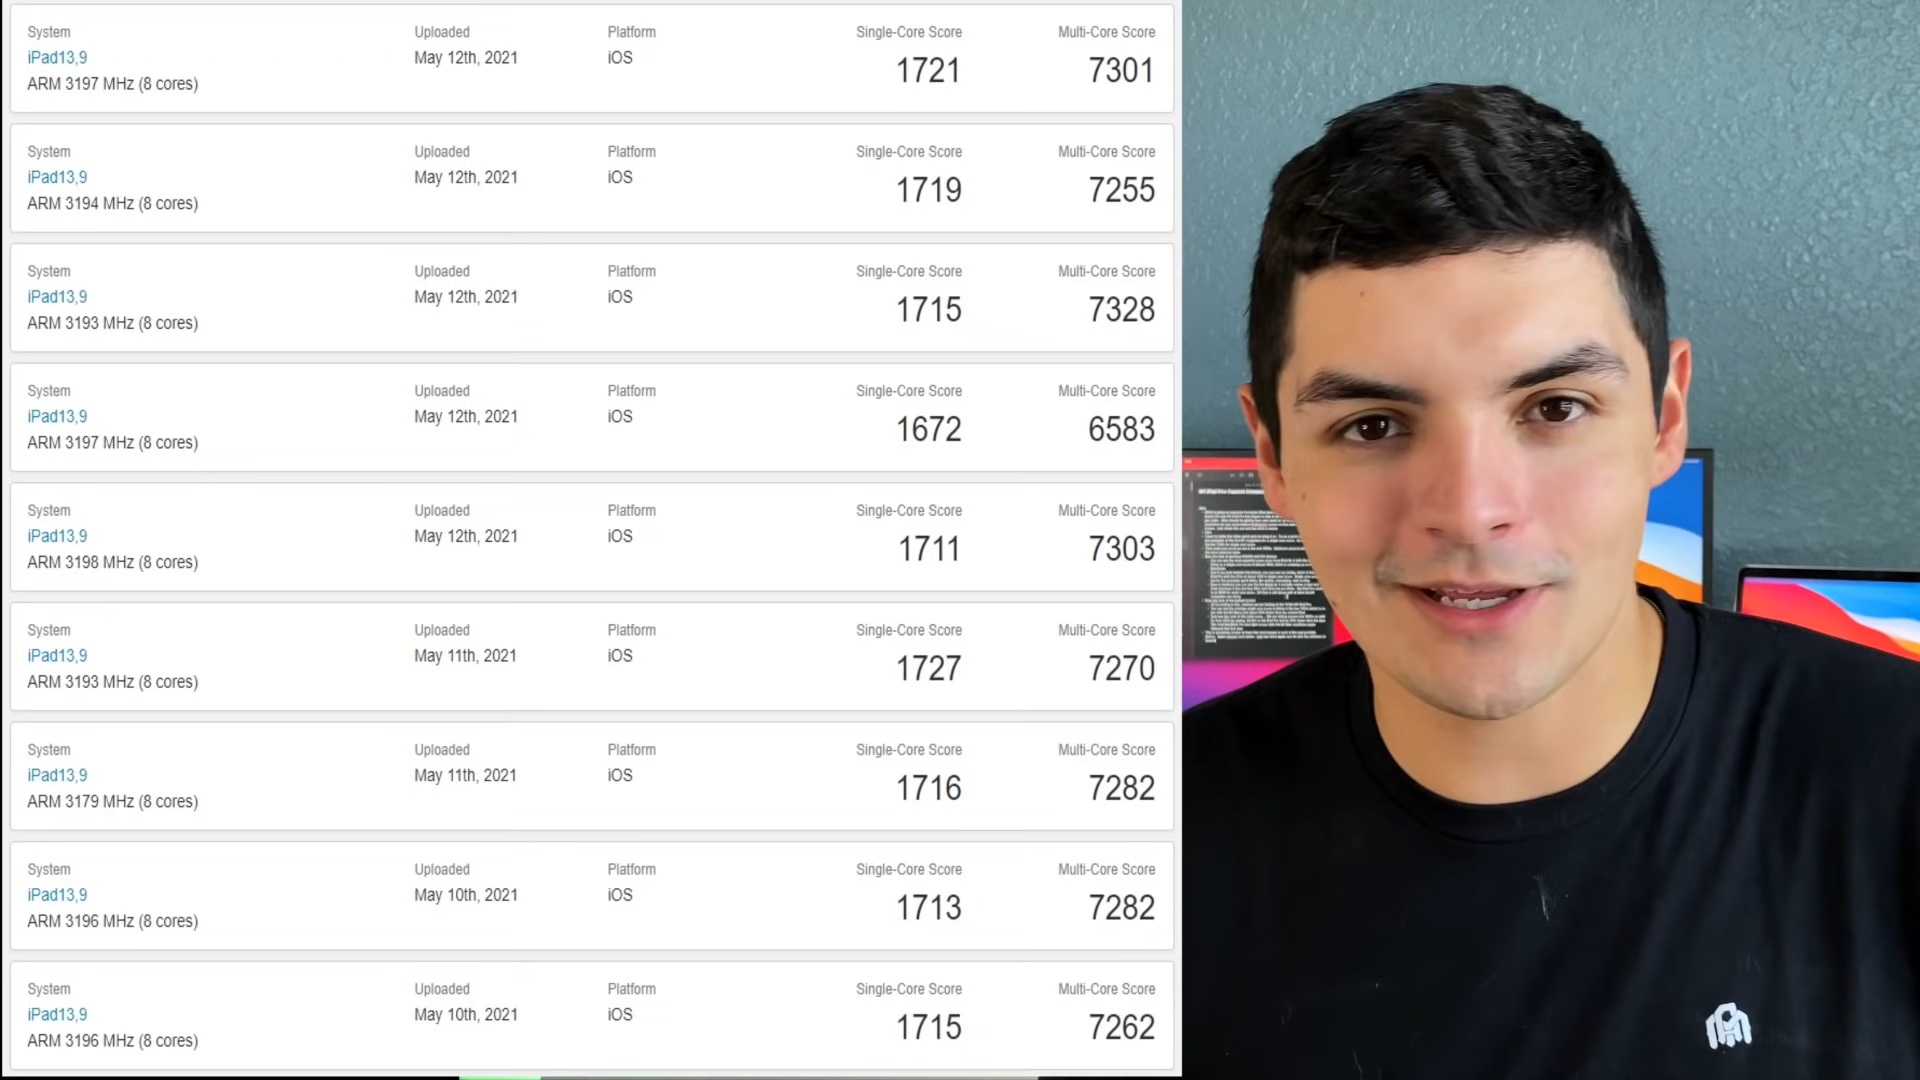 System Uploaded Platform Single-Core Score Multi-Core Score
iPad13,9 May 12th, 2021 iOS 1721 7301
ARM 3197 MHz (8 cores)
System Uploaded Platform Single-Core Score Multi-Core Score
iPad13,9 May 12th, 2021 iOS 1719 7255
ARM 3194 MHz (8 cores)
System Uploaded Platform Single-Core Score Multi-Core Score
iPad13,9 May 12th, 2021 iOS 1715 7328
ARM 3193 MHz (8 cores)
System Uploaded Platform Single-Core Score Multi-Core Score
iPad13,9 May 12th, 2021 iOS 1672 6583
ARM 3197 MHz (8 cores)
System Uploaded Platform Single-Core Score Multi-Core Score
iPad13,9 May 12th, 2021 iOS 1711 7303
ARM 3198 MHz (8 cores)
System Uploaded Platform Single-Core Score Multi-Core Score
iPad13,9 May 11th, 2021 iOS 1727 7270
ARM 3193 MHz (8 cores)
System Uploaded Platform Single-Core Score Multi-Core Score
iPad13,9 May 11th, 2021 iOS 1716 7282
ARM 3179 MHz (8 cores)
System Uploaded Platform Single-Core Score Multi-Core Score
iPad13,9 May 10th, 2021 iOS 1713 7282
ARM 3196 MHz (8 cores)
System Uploaded Platform Single-Core Score Multi-Core Score
iPad13,9 May 10th, 2021 iOS 1715 7262
ARM 3196 MHz (8 cores)